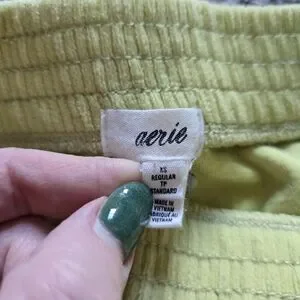 aerie
XS
REGULAR
TP
STANDARD
MADE IN
VIETNAM
FABRIQUÉ AU
VIETNAM